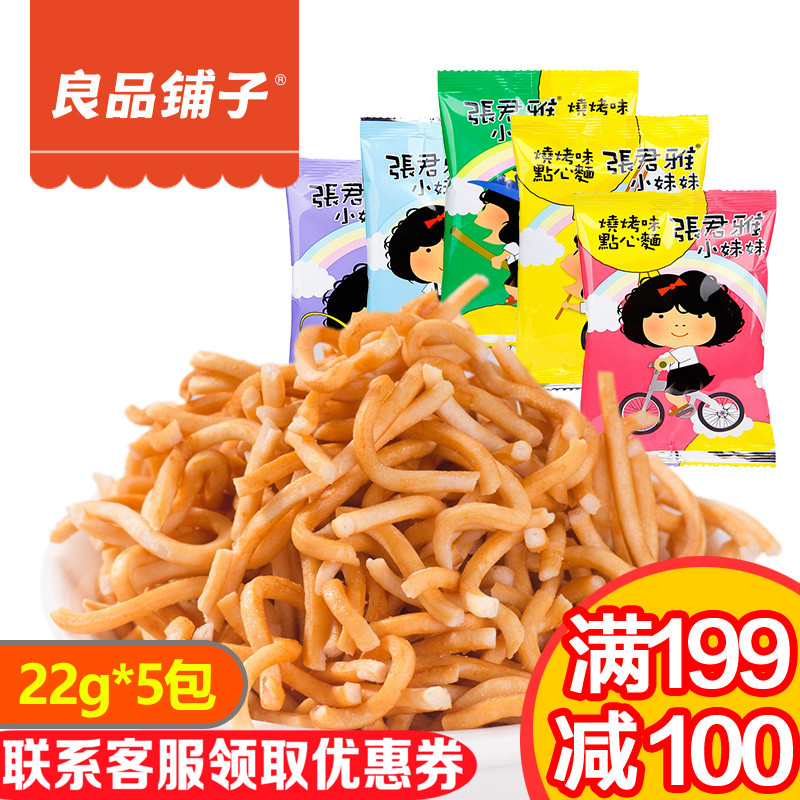 良品铺子®
張君雅®
小妹妹
燒烤味
燒烤味
點心麵
張君雅®
小妹妹
燒烤味
點心麵
張君雅®
小妹妹
張君雅
小妹
張君雅
小妹
22g*5包
联系客服领取优惠券
满199
减100